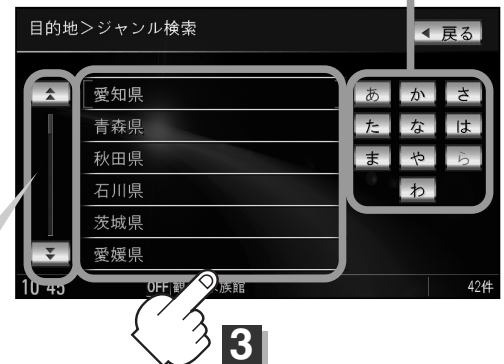 目的地>ジャンル検索
◀ 戻る
愛知県
青森県
秋田県
石川県
茨城県
愛媛県
あ か さ
た な は
ま や ら
わ
10:45
OFF
族館
42件
3